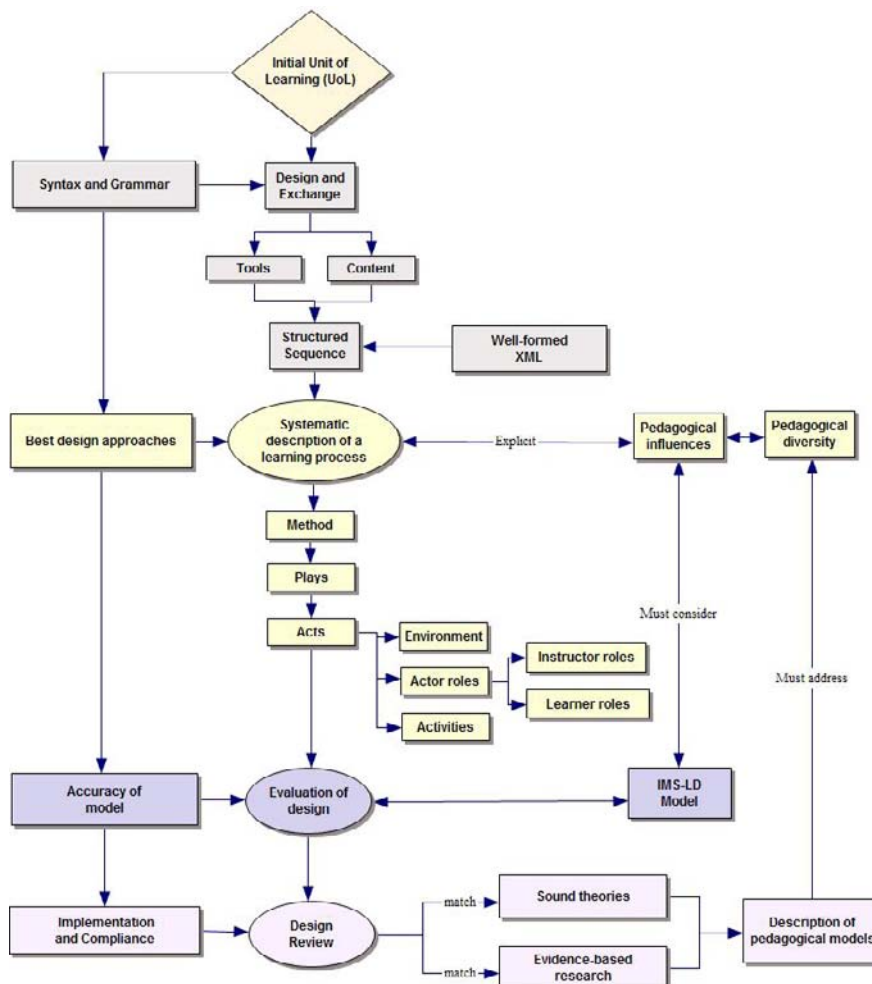 Initial Unit of
Learning (UoL)
Syntax and Grammar
Design and
Exchange
Tools
Content
Structured
Sequence
Well-formed
XML
Best design approaches
Systematic
description of a
learning process
Explicit
Pedagogical
influences
Pedagogical
diversity
Method
Plays
Acts
Environment
Actor roles
Activities
Instructor roles
Learner roles
Must consider
Must address
Accuracy of
model
Evaluation of
design
IMS-LD
Model
Implementation
and Compliance
Design
Review
match
Sound theories
match
Evidence-based
research
Description of
pedagogical models